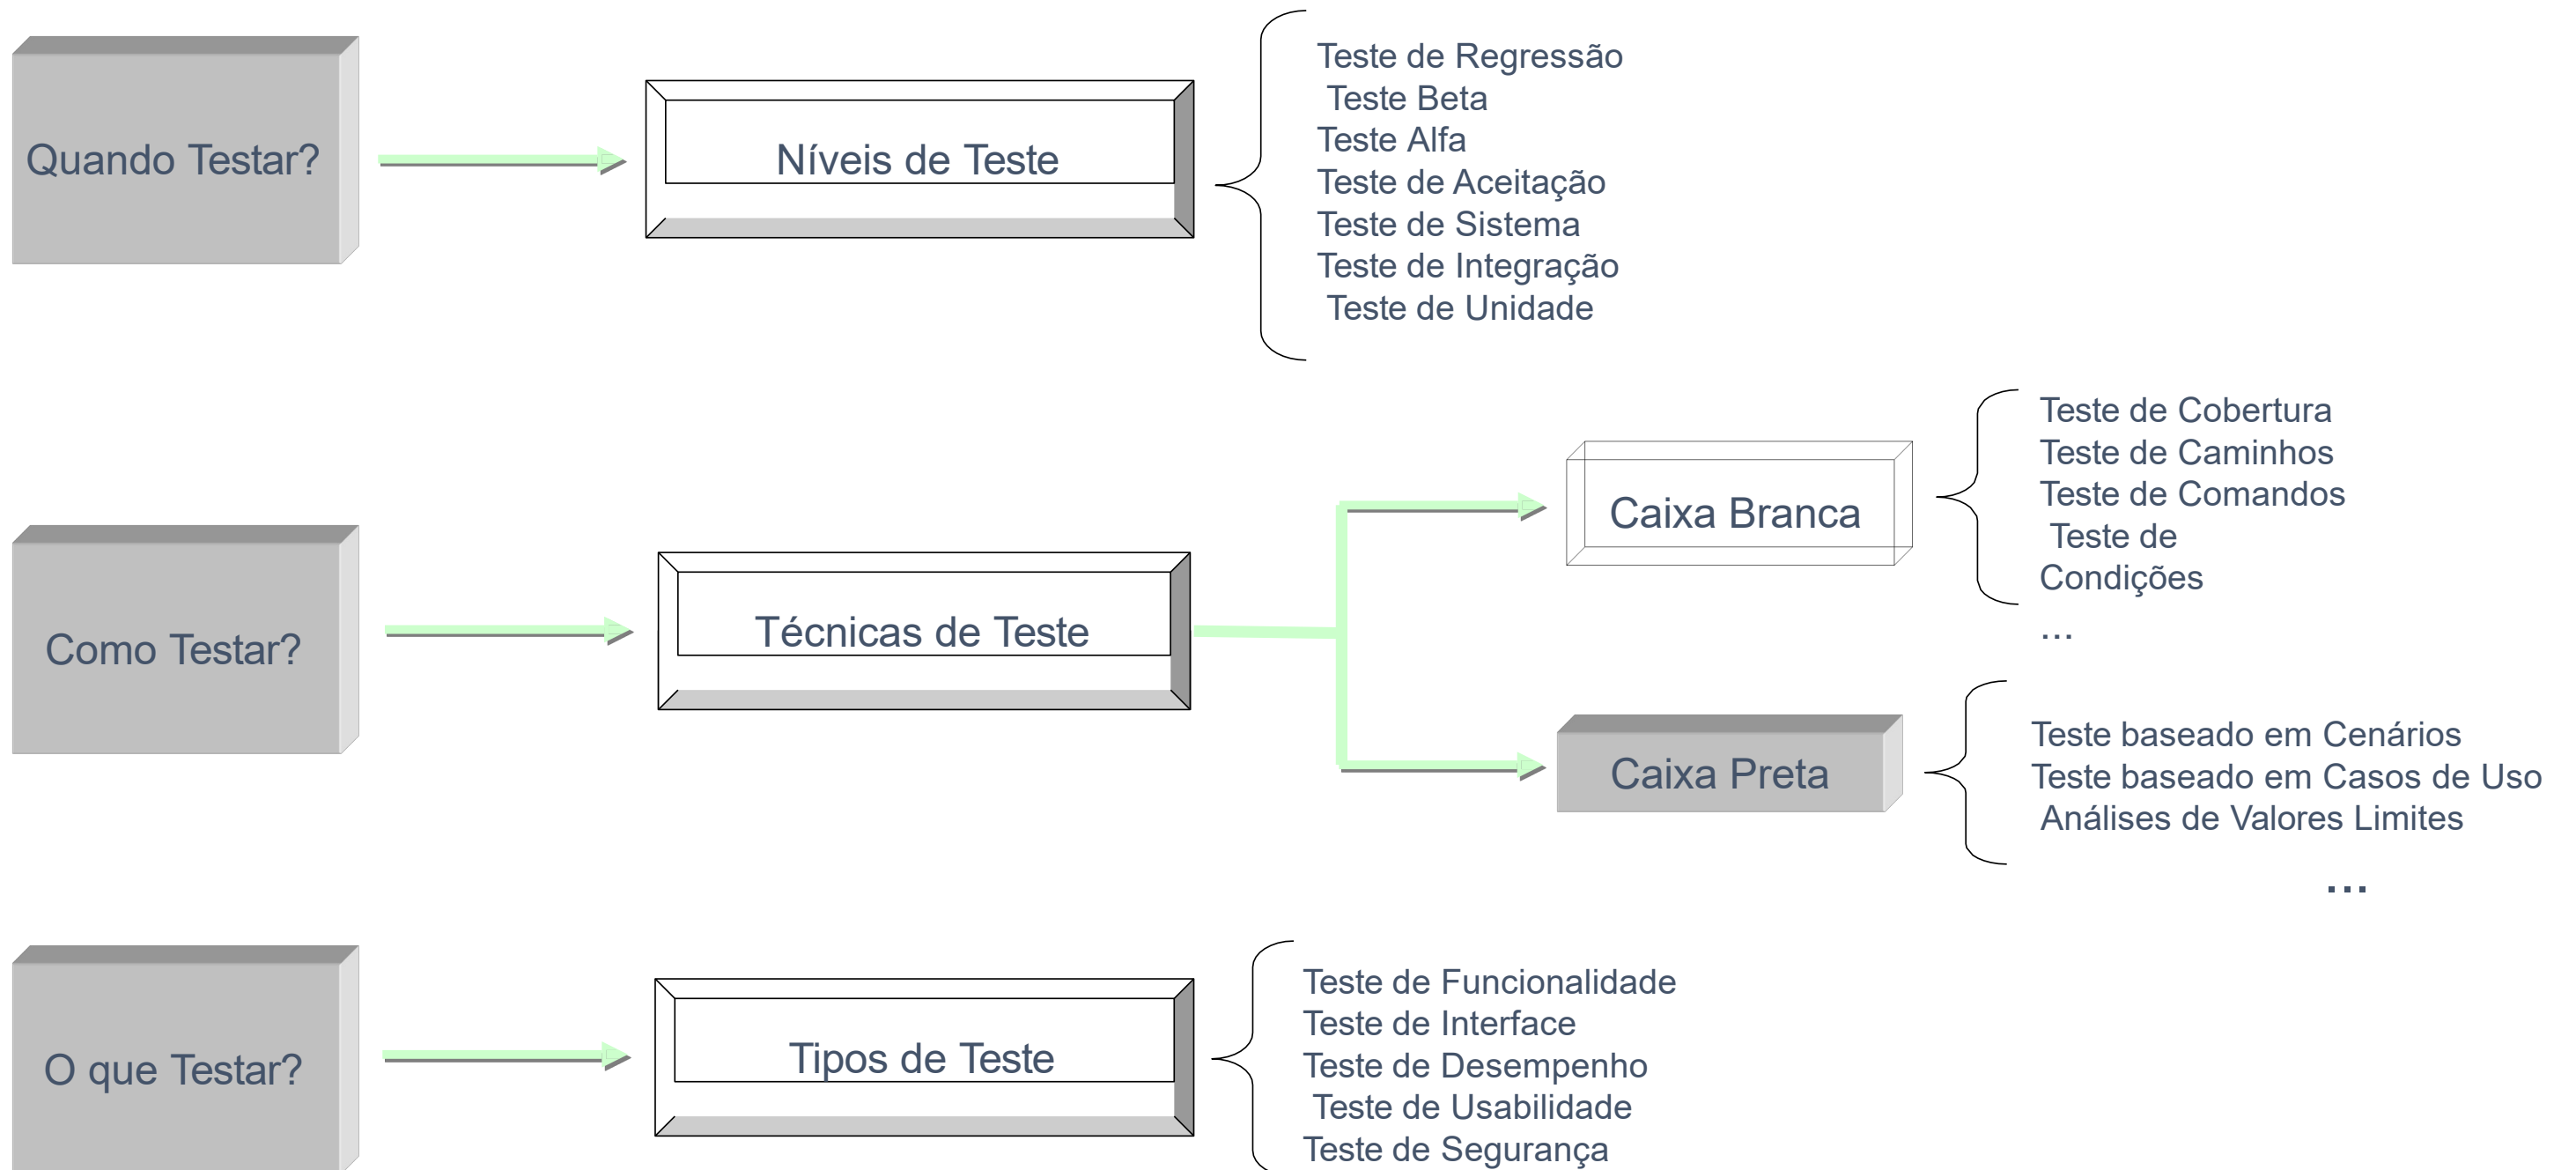 Quando Testar?
Níveis de Teste
Teste de Regressão
Teste Beta
Teste Alfa
Teste de Aceitação
Teste de Sistema
Teste de Integração
Teste de Unidade
Como Testar?
Técnicas de Teste
Caixa Branca
Teste de Cobertura
Teste de Caminhos
Teste de Comandos
Teste de
Condições
...
Caixa Preta
Teste baseado em Cenários
Teste baseado em Casos de Uso
Análises de Valores Limites
...
O que Testar?
Tipos de Teste
Teste de Funcionalidade
Teste de Interface
Teste de Desempenho
Teste de Usabilidade
Teste de Segurança